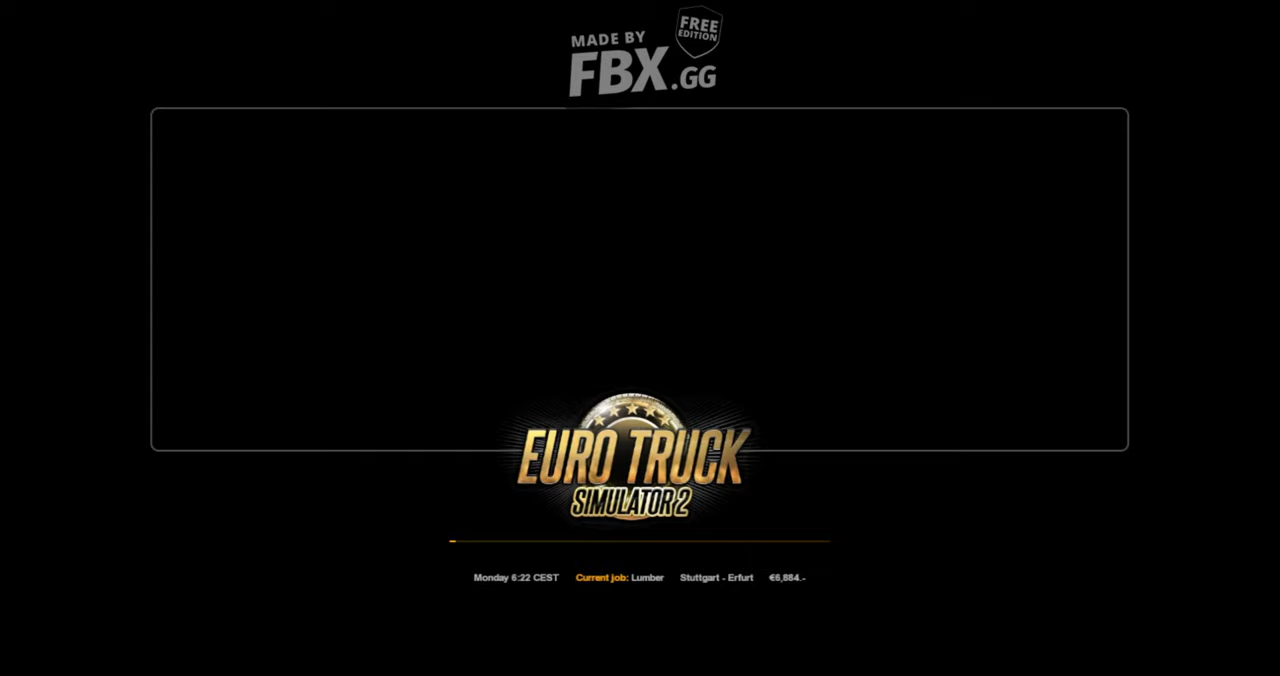 FREE
EDITION
MADE BY
FBX.GG
EURO TRUCK
SIMULATOR 2
Monday 6:22 CEST Current job: Lumber Stuttgart - Erfurt €6,884.-